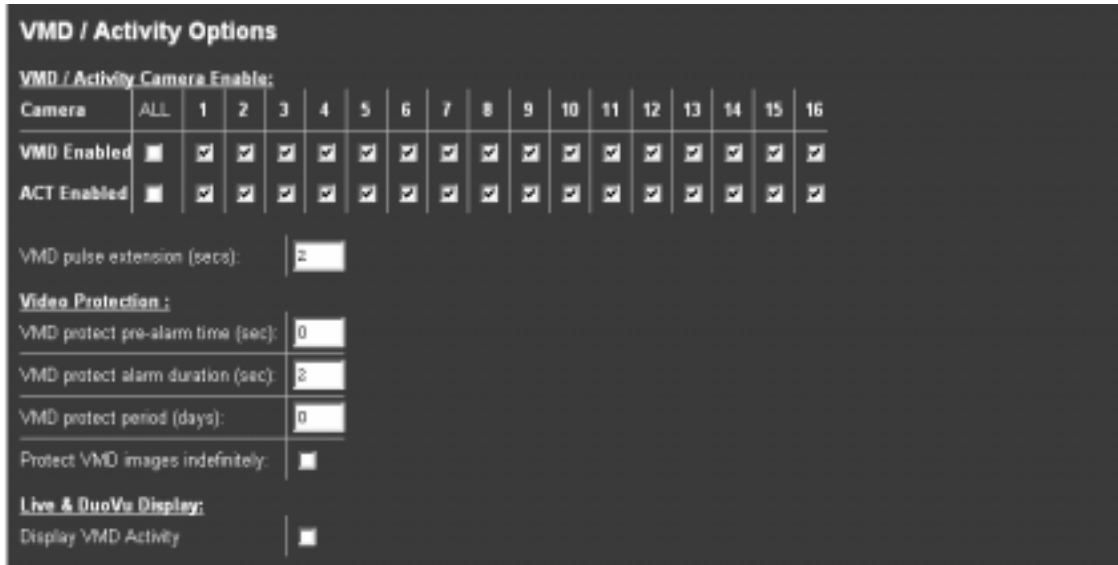 VMD / Activity Options
VMD / Activity Camera Enable:
Camera ALL 1 2 3 4 5 6 7 8 9 10 11 12 13 14 15 16
VMD Enabled
ACT Enabled
VMD pulse extension (secs): 2
Video Protection :
VMD protect pre-alarm time (sec): 0
VMD protect alarm duration (sec): 2
VMD protect period (days): 0
Protect VMD images indefinitely:
Live & DuoVu Display:
Display VMD Activity